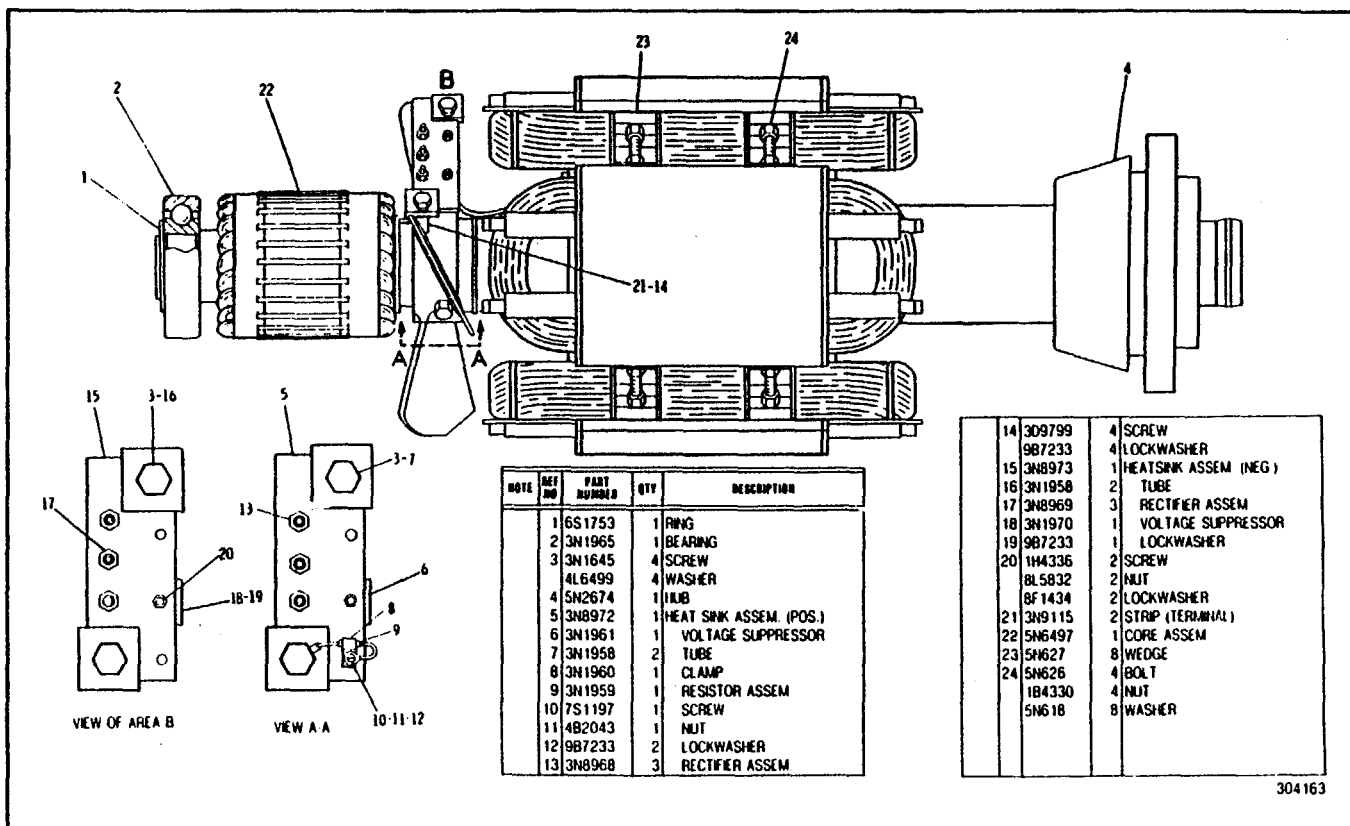 23
24
B
4
2
22
1
21-14
A A
15
3-16
5
3-7
17
13
20
18-19
6
8
9
10-11-12
VIEW OF AREA B
VIEW A-A
NOTE REF NO PART NUMBER QTY DESCRIPTION
1 6S1753 1 RING
2 3N1965 1 BEARING
3 3N1645 4 SCREW
4L6499 4 WASHER
4 5N2674 1 HUB
5 3N8972 1 HEAT SINK ASSEM. (POS.)
6 3N1961 1 VOLTAGE SUPPRESSOR
7 3N1958 2 TUBE
8 3N1960 1 CLAMP
9 3N1959 1 RESISTOR ASSEM
10 7S1197 1 SCREW
11 4B2043 1 NUT
12 9B7233 2 LOCKWASHER
13 3N8968 3 RECTIFIER ASSEM
14 3D9799 4 SCREW
9B7233 4 LOCKWASHER
15 3N8973 1 HEATSINK ASSEM (NEG)
16 3N1958 2 TUBE
17 3N8969 3 RECTIFIER ASSEM
18 3N1970 1 VOLTAGE SUPPRESSOR
19 9B7233 1 LOCKWASHER
20 1H4336 2 SCREW
8L5832 2 NUT
8F1434 2 LOCKWASHER
21 3N9115 2 STRIP (TERMINAL)
22 5N6497 1 CORE ASSEM
23 5N627 8 WEDGE
24 5N626 4 BOLT
1B4330 4 NUT
5N618 8 WASHER
304163